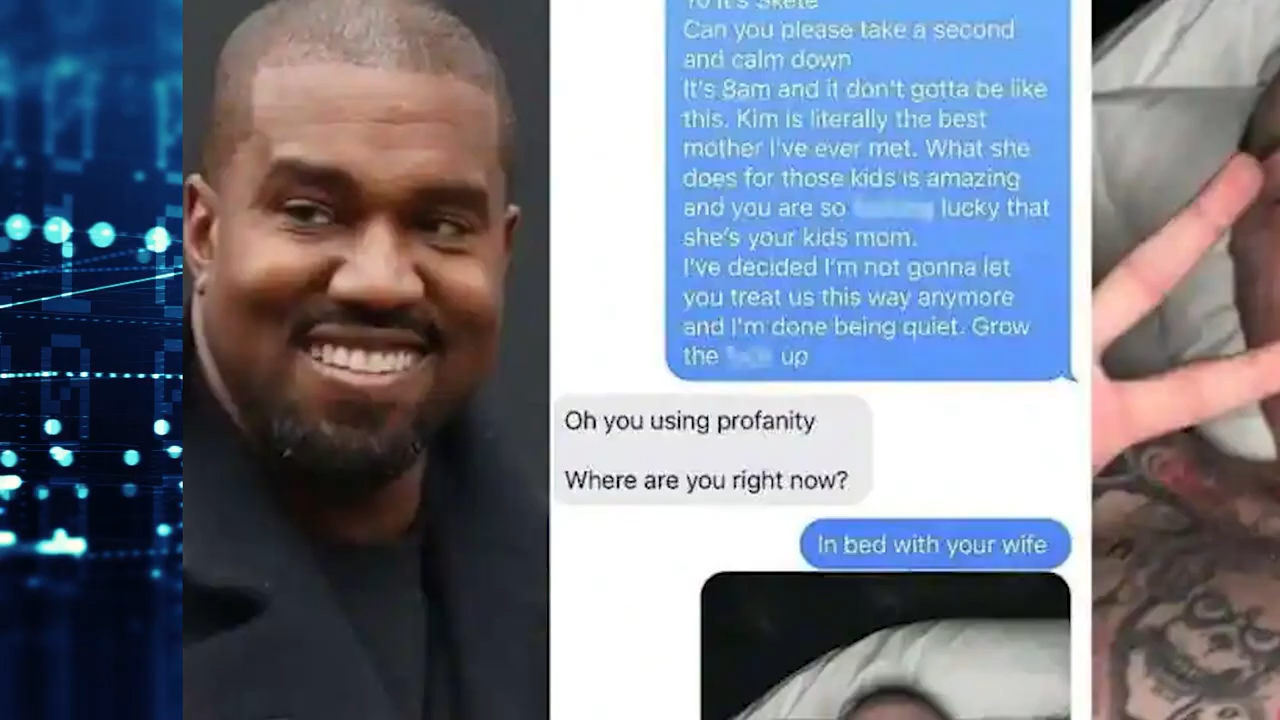 Yo it's Skete
Can you please take a second
and calm down
It's 8am and it don't gotta be like
this. Kim is literally the best
mother I've ever met. What she
does for those kids is amazing
and you are so lucky that
she's your kids mom.
I've decided I'm not gonna let
you treat us this way anymore
and I'm done being quiet. Grow
the up
Oh you using profanity
Where are you right now?
In bed with your wife